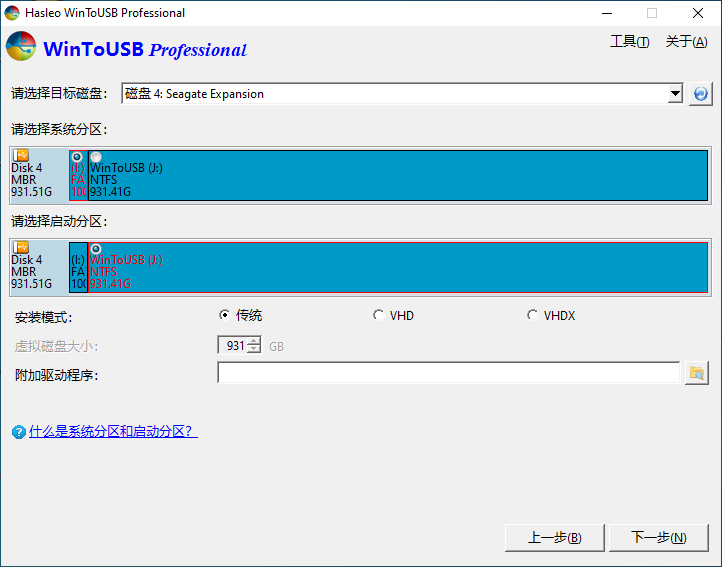 Hasleo WinToUSB Professional
WinToUSB Professional
工具(T) 关于(A)
请选择目标磁盘: 磁盘 4: Seagate Expansion
请选择系统分区:
Disk 4
MBR
931.51G
(I:)
FA
100
WinToUSB (J:)
NTFS
931.41G
请选择启动分区:
Disk 4
MBR
931.51G
(I:)
FA
100
WinToUSB (J:)
NTFS
931.41G
安装模式: 传统 VHD VHDX
虚拟磁盘大小: 931 GB
附加驱动程序:
什么是系统分区和启动分区?
上一步(B) 下一步(N)